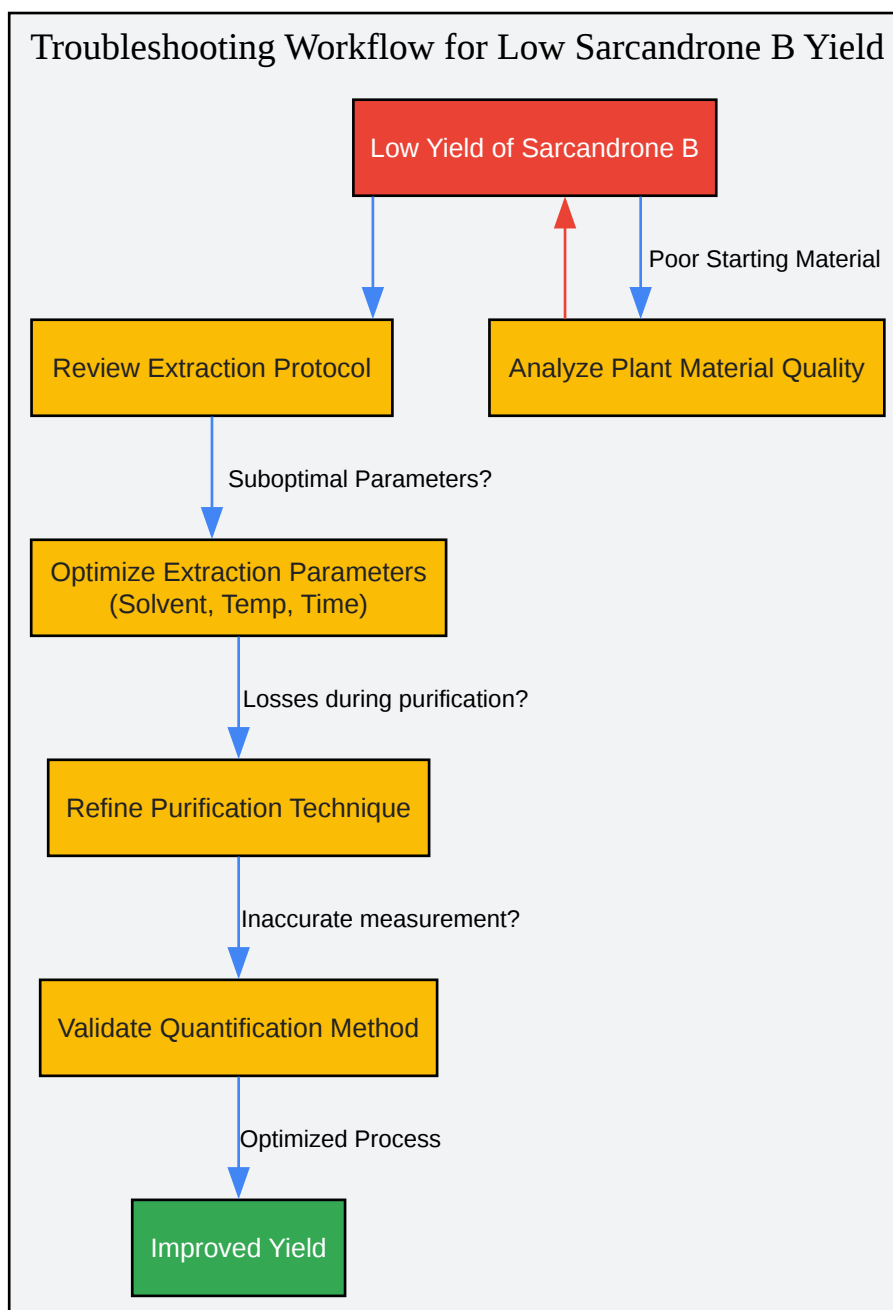 Troubleshooting Workflow for Low Sarcandrone B Yield
Low Yield of Sarcandrone B
Poor Starting Material
Review Extraction Protocol
Analyze Plant Material Quality
Suboptimal Parameters?
Optimize Extraction Parameters
(Solvent, Temp, Time)
Losses during purification?
Refine Purification Technique
Inaccurate measurement?
Validate Quantification Method
Optimized Process
Improved Yield